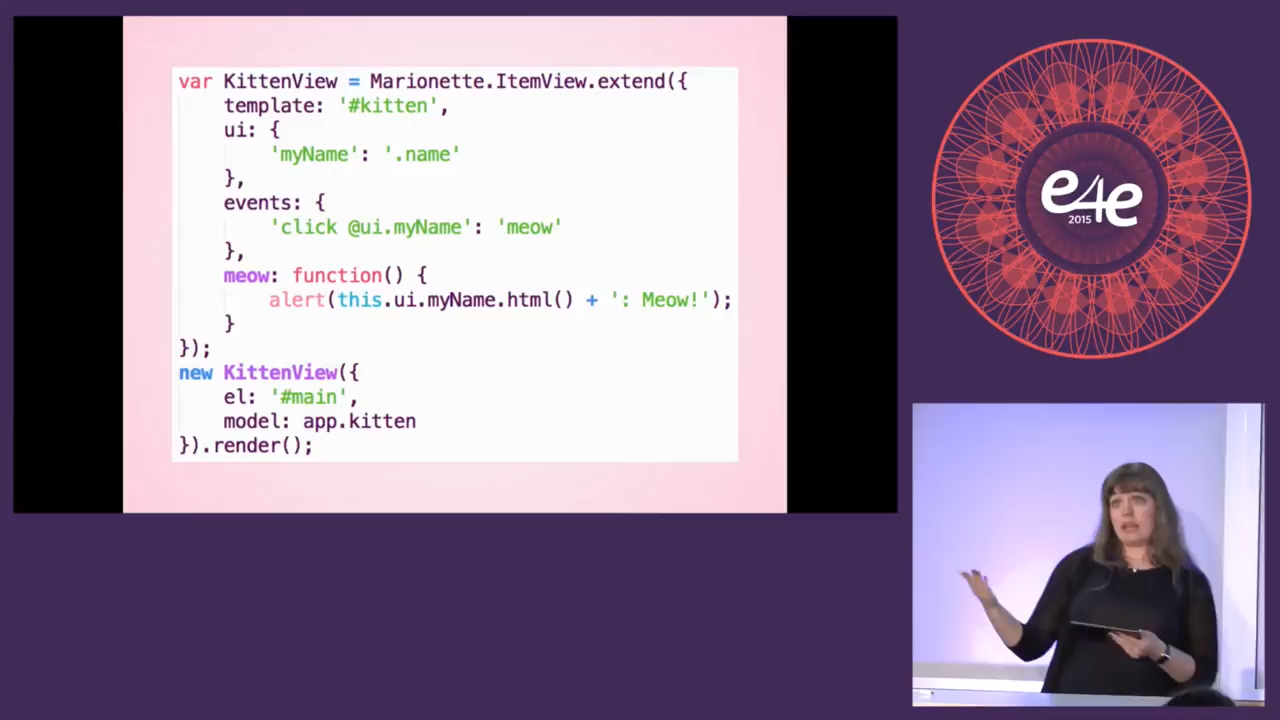 var KittenView = Marionette.ItemView.extend({
    template: '#kitten',
    ui: {
        'myName': '.name'
    },
    events: {
        'click @ui.myName': 'meow'
    },
    meow: function() {
        alert(this.ui.myName.html() + ': Meow!');
    }
});
new KittenView({
    el: '#main',
    model: app.kitten
}).render();
e4e
2015